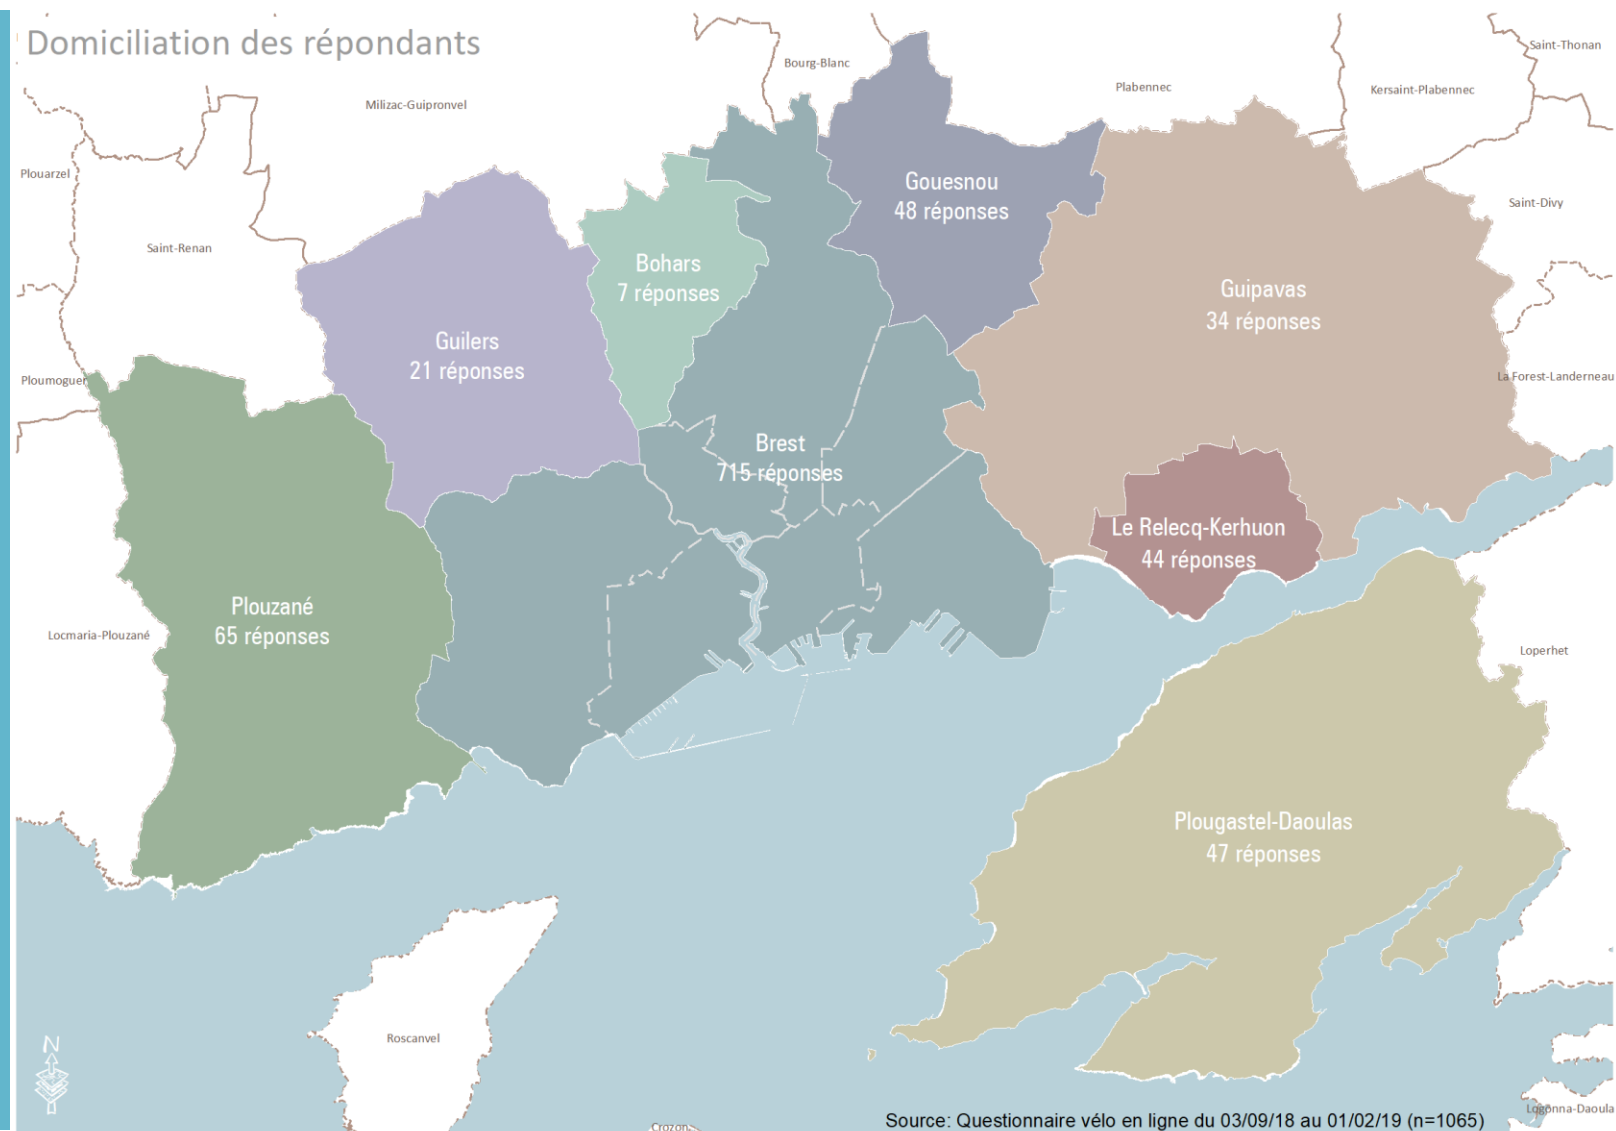 Domiciliation des répondants
Saint-Thonan
Bourg-Blanc
Plabennec
Kersaint-Plabennec
Milizac-Guipronvel
Plouarzel
Gouesnou
48 réponses
Saint-Divy
Saint-Renan
Bohars
7 réponses
Guipavas
34 réponses
Guilers
21 réponses
Ploumoguer
La Forest-Landerneau
Brest
715 réponses
Le Relecq-Kerhuon
44 réponses
Plouzané
65 réponses
Locmaria-Plouzané
Loperhet
Plougastel-Daoulas
47 réponses
Roscanvel
N
Source: Questionnaire vélo en ligne du 03/09/18 au 01/02/19 (n=1065)
Logonna-Daoula
Crozon